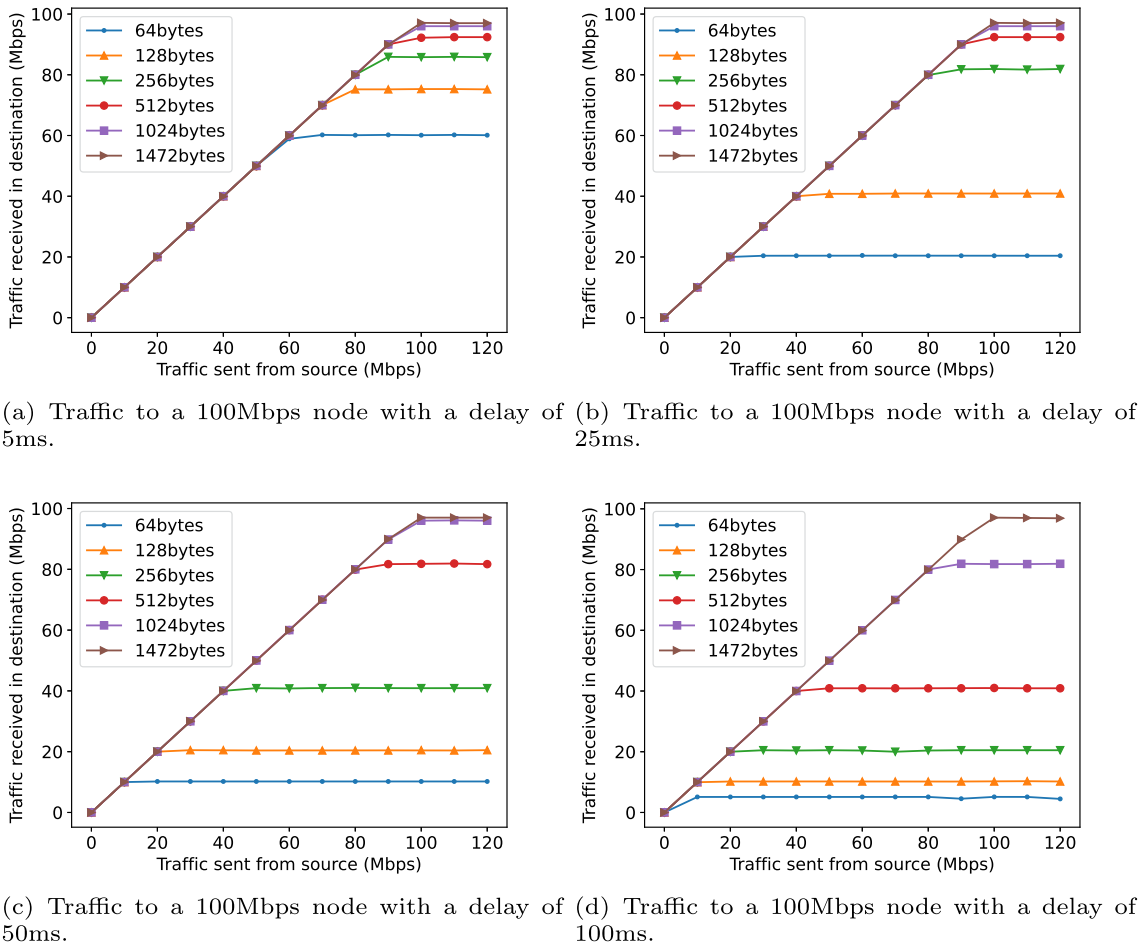 100
80
60
40
20
0
Traffic received in destination (Mbps)
64bytes
128bytes
256bytes
512bytes
1024bytes
1472bytes
0 20 40 60 80 100 120
Traffic sent from source (Mbps)
(a) Traffic to a 100Mbps node with a delay of
5ms.
100
80
60
40
20
0
Traffic received in destination (Mbps)
64bytes
128bytes
256bytes
512bytes
1024bytes
1472bytes
0 20 40 60 80 100 120
Traffic sent from source (Mbps)
(b) Traffic to a 100Mbps node with a delay of
25ms.
100
80
60
40
20
0
Traffic received in destination (Mbps)
64bytes
128bytes
256bytes
512bytes
1024bytes
1472bytes
0 20 40 60 80 100 120
Traffic sent from source (Mbps)
(c) Traffic to a 100Mbps node with a delay of
50ms.
100
80
60
40
20
0
Traffic received in destination (Mbps)
64bytes
128bytes
256bytes
512bytes
1024bytes
1472bytes
0 20 40 60 80 100 120
Traffic sent from source (Mbps)
(d) Traffic to a 100Mbps node with a delay of
100ms.